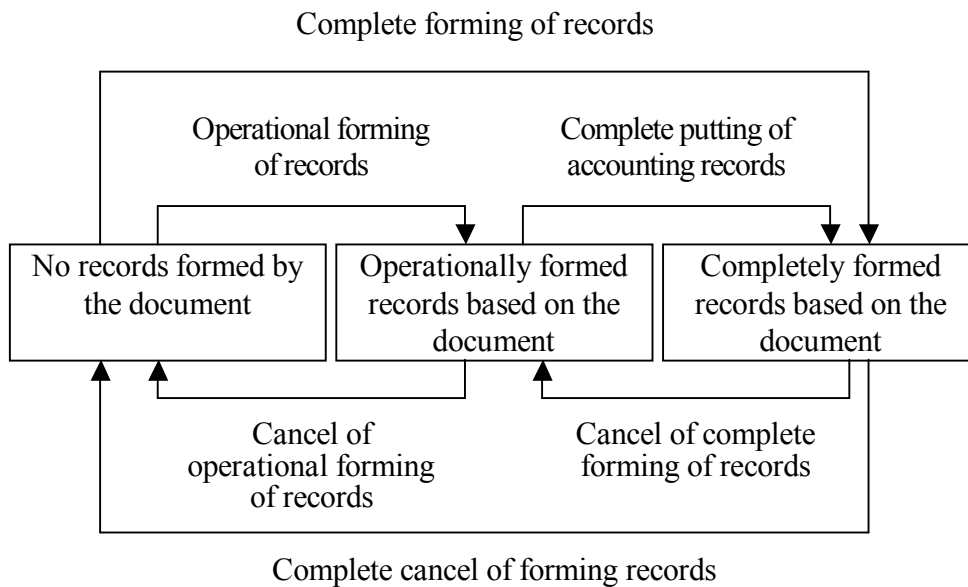 Complete forming of records
Operational forming
of records
Complete putting of
accounting records
No records formed by
the document
Operationally formed
records based on the
document
Completely formed
records based on the
document
Cancel of
operational forming
of records
Cancel of complete
forming of records
Complete cancel of forming records